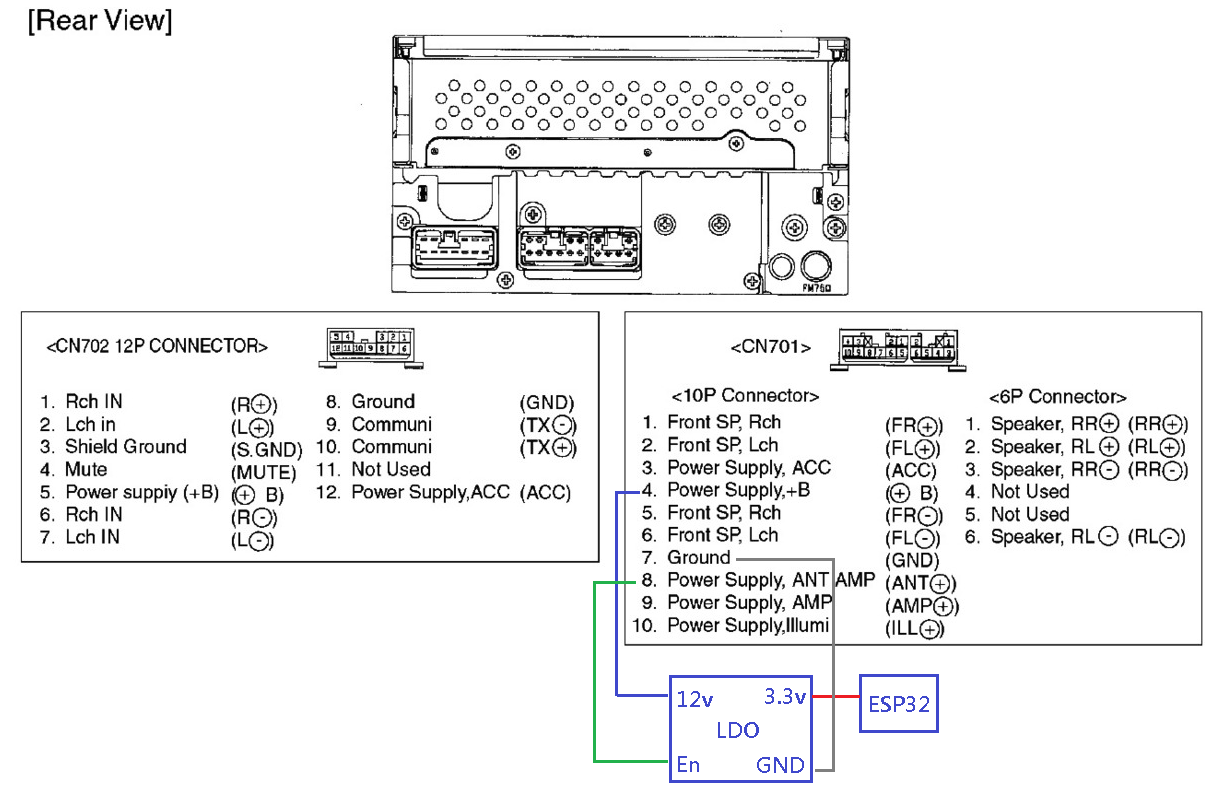 [Rear View]
FM75Ω
<CN702 12P CONNECTOR>
5 4 3 2 1
12 11 10 9 8 7 6
1. Rch IN (R⊕)
2. Lch in (L⊕)
3. Shield Ground (S.GND)
4. Mute (MUTE)
5. Power suppiy (+B) (⊕ B)
6. Rch IN (R⊖)
7. Lch IN (L⊖)
8. Ground (GND)
9. Communi (TX⊖)
10. Communi (TX⊕)
11. Not Used
12. Power Supply,ACC (ACC)
<CN701>
<10P Connector>
1. Front SP, Rch (FR⊕)
2. Front SP, Lch (FL⊕)
3. Power Supply, ACC (ACC)
4. Power Supply,+B (⊕ B)
5. Front SP, Rch (FR⊖)
6. Front SP, Lch (FL⊖)
7. Ground (GND)
8. Power Supply, ANT AMP (ANT⊕)
9. Power Supply, AMP (AMP⊕)
10. Power Supply,Illumi (ILL⊕)
<6P Connector>
1. Speaker, RR⊕ (RR⊕)
2. Speaker, RL⊕ (RL⊕)
3. Speaker, RR⊖ (RR⊖)
4. Not Used
5. Not Used
6. Speaker, RL⊖ (RL⊖)
12v 3.3v
LDO
En GND
ESP32